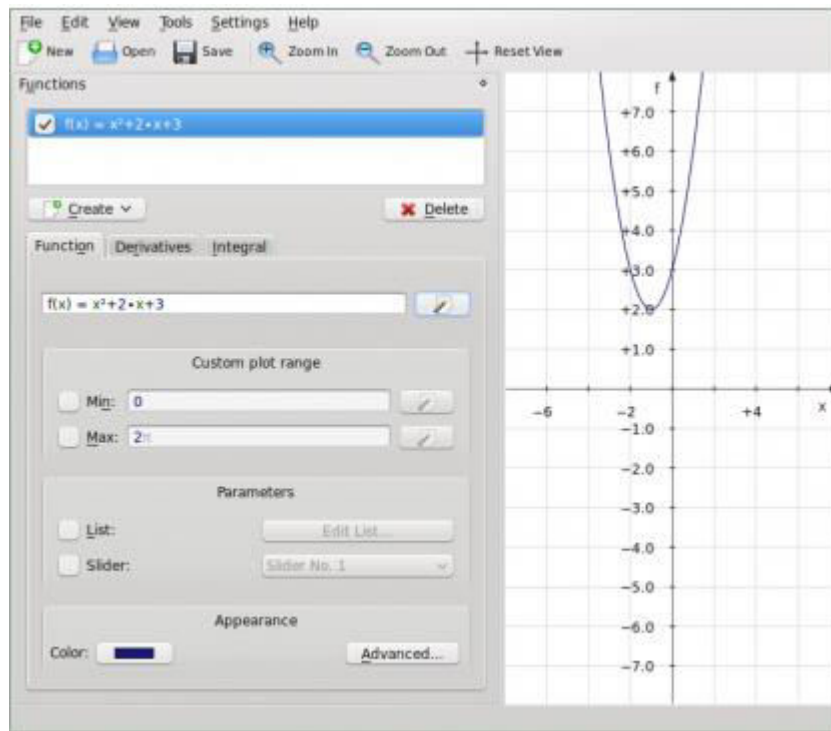 File Edit View Tools Settings Help
New Open Save Zoom In Zoom Out Reset View
Functions
f(x) = x²+2•x+3
Create Delete
Function Derivatives Integral
f(x) = x²+2•x+3
Custom plot range
Min: 0
Max: 2π
Parameters
List: Edit List...
Slider: Slider No. 1
Appearance
Color: Advanced...
f
+7.0
+6.0
+5.0
+4.0
+3.0
+2.0
+1.0
−6 −2 +4 x
−1.0
−2.0
−3.0
−4.0
−5.0
−6.0
−7.0